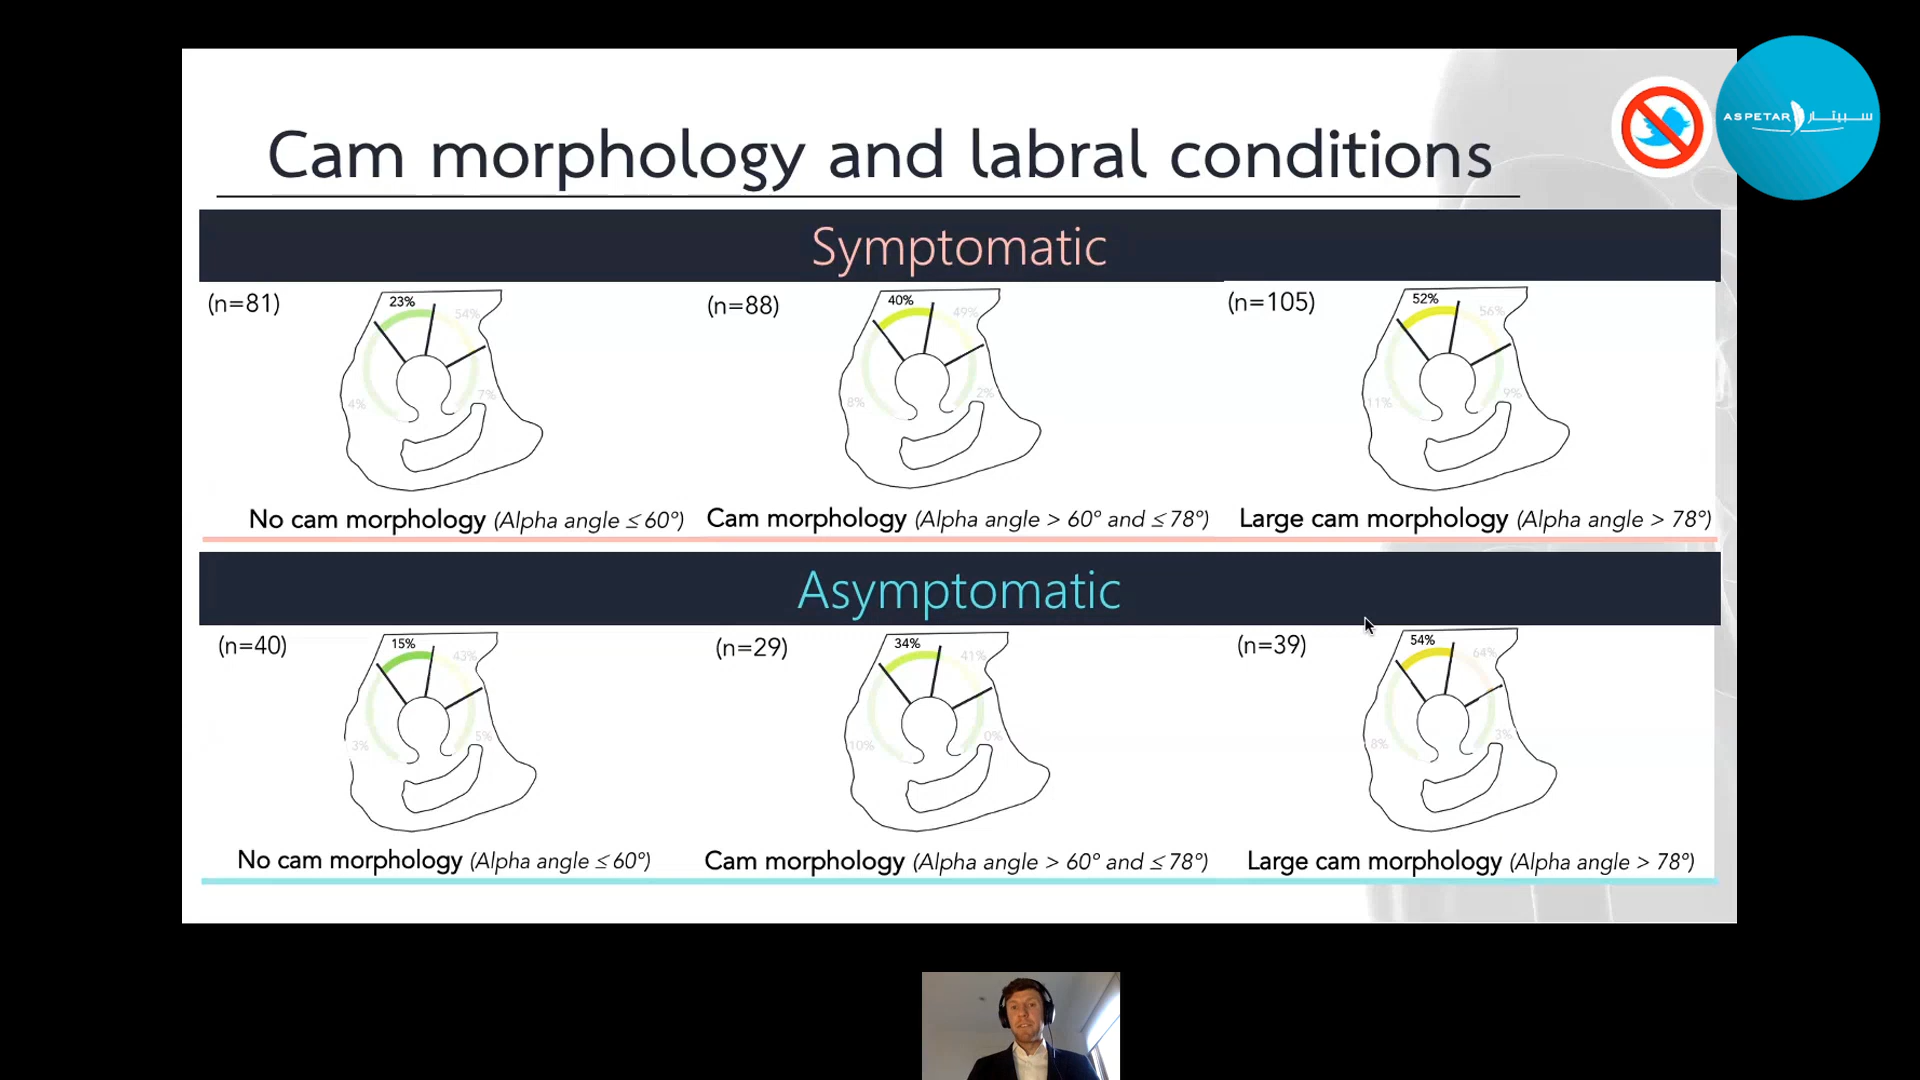 ASPETAR سبيتار
Cam morphology and labral conditions
Symptomatic
(n=81)
23%
54%
4%
7%
No cam morphology (Alpha angle ≤ 60°)
(n=88)
40%
49%
8%
2%
Cam morphology (Alpha angle > 60° and ≤ 78°)
(n=105)
52%
56%
11%
9%
Large cam morphology (Alpha angle > 78°)
Asymptomatic
(n=40)
15%
43%
3%
5%
No cam morphology (Alpha angle ≤ 60°)
(n=29)
34%
41%
10%
0%
Cam morphology (Alpha angle > 60° and ≤ 78°)
(n=39)
54%
64%
8%
3%
Large cam morphology (Alpha angle > 78°)